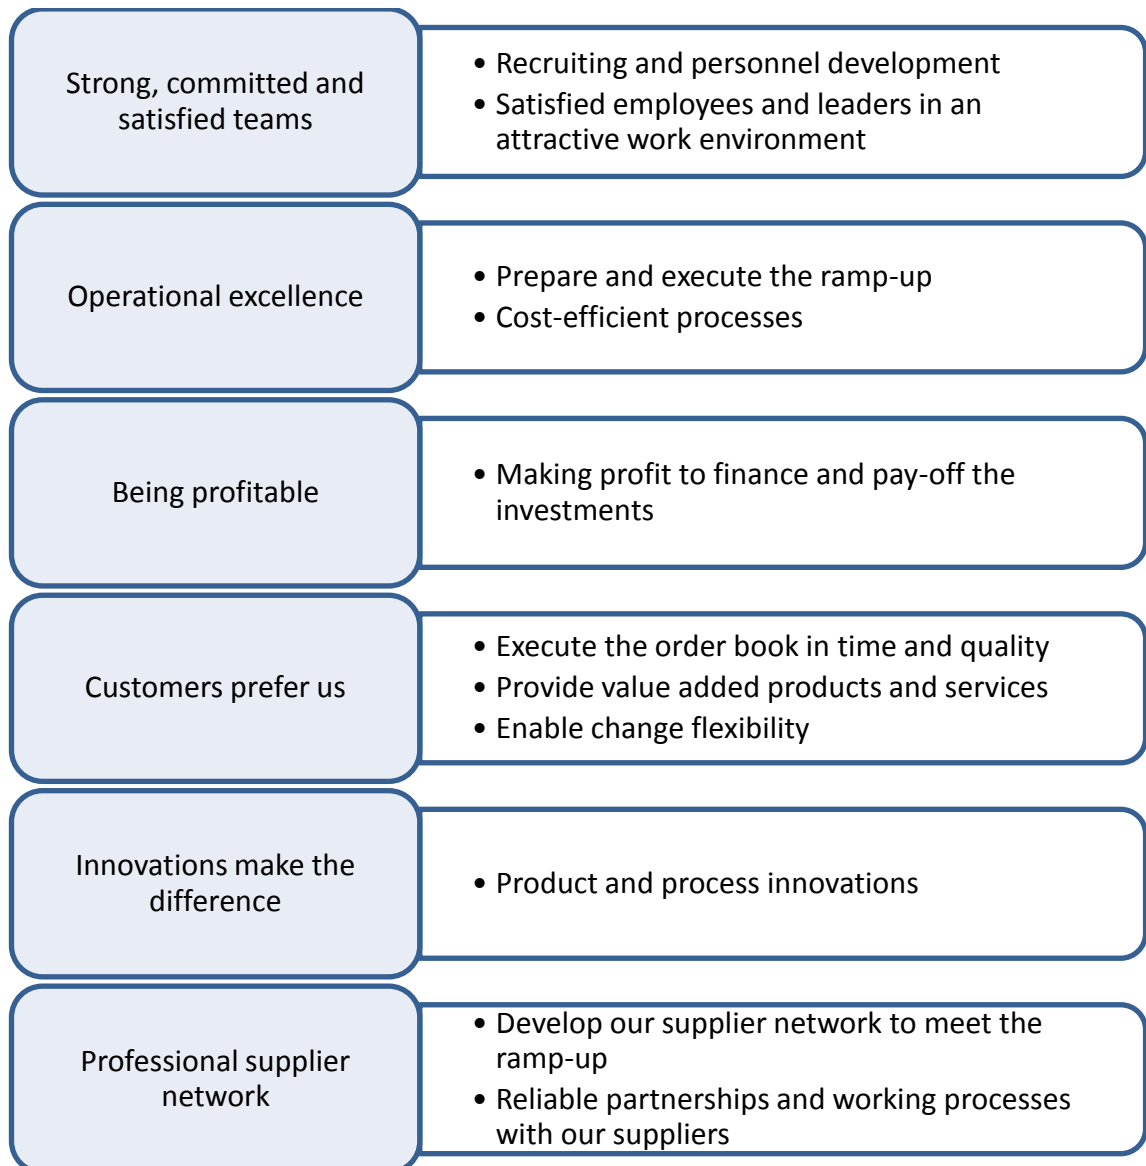 Strong, committed and
satisfied teams
• Recruiting and personnel development
• Satisfied employees and leaders in an
attractive work environment
Operational excellence
• Prepare and execute the ramp-up
• Cost-efficient processes
Being profitable
• Making profit to finance and pay-off the
investments
Customers prefer us
• Execute the order book in time and quality
• Provide value added products and services
• Enable change flexibility
Innovations make the
difference
• Product and process innovations
Professional supplier
network
• Develop our supplier network to meet the
ramp-up
• Reliable partnerships and working processes
with our suppliers